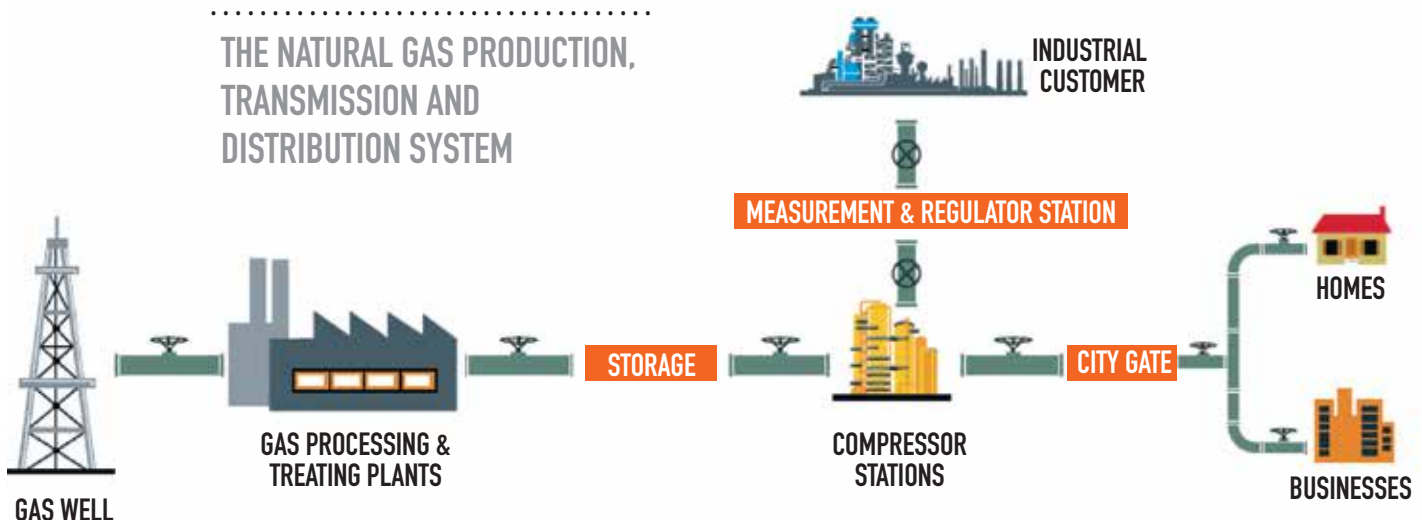 THE NATURAL GAS PRODUCTION,
TRANSMISSION AND
DISTRIBUTION SYSTEM
INDUSTRIAL
CUSTOMER
MEASUREMENT & REGULATOR STATION
HOMES
STORAGE
CITY GATE
GAS PROCESSING &
TREATING PLANTS
COMPRESSOR
STATIONS
BUSINESSES
GAS WELL